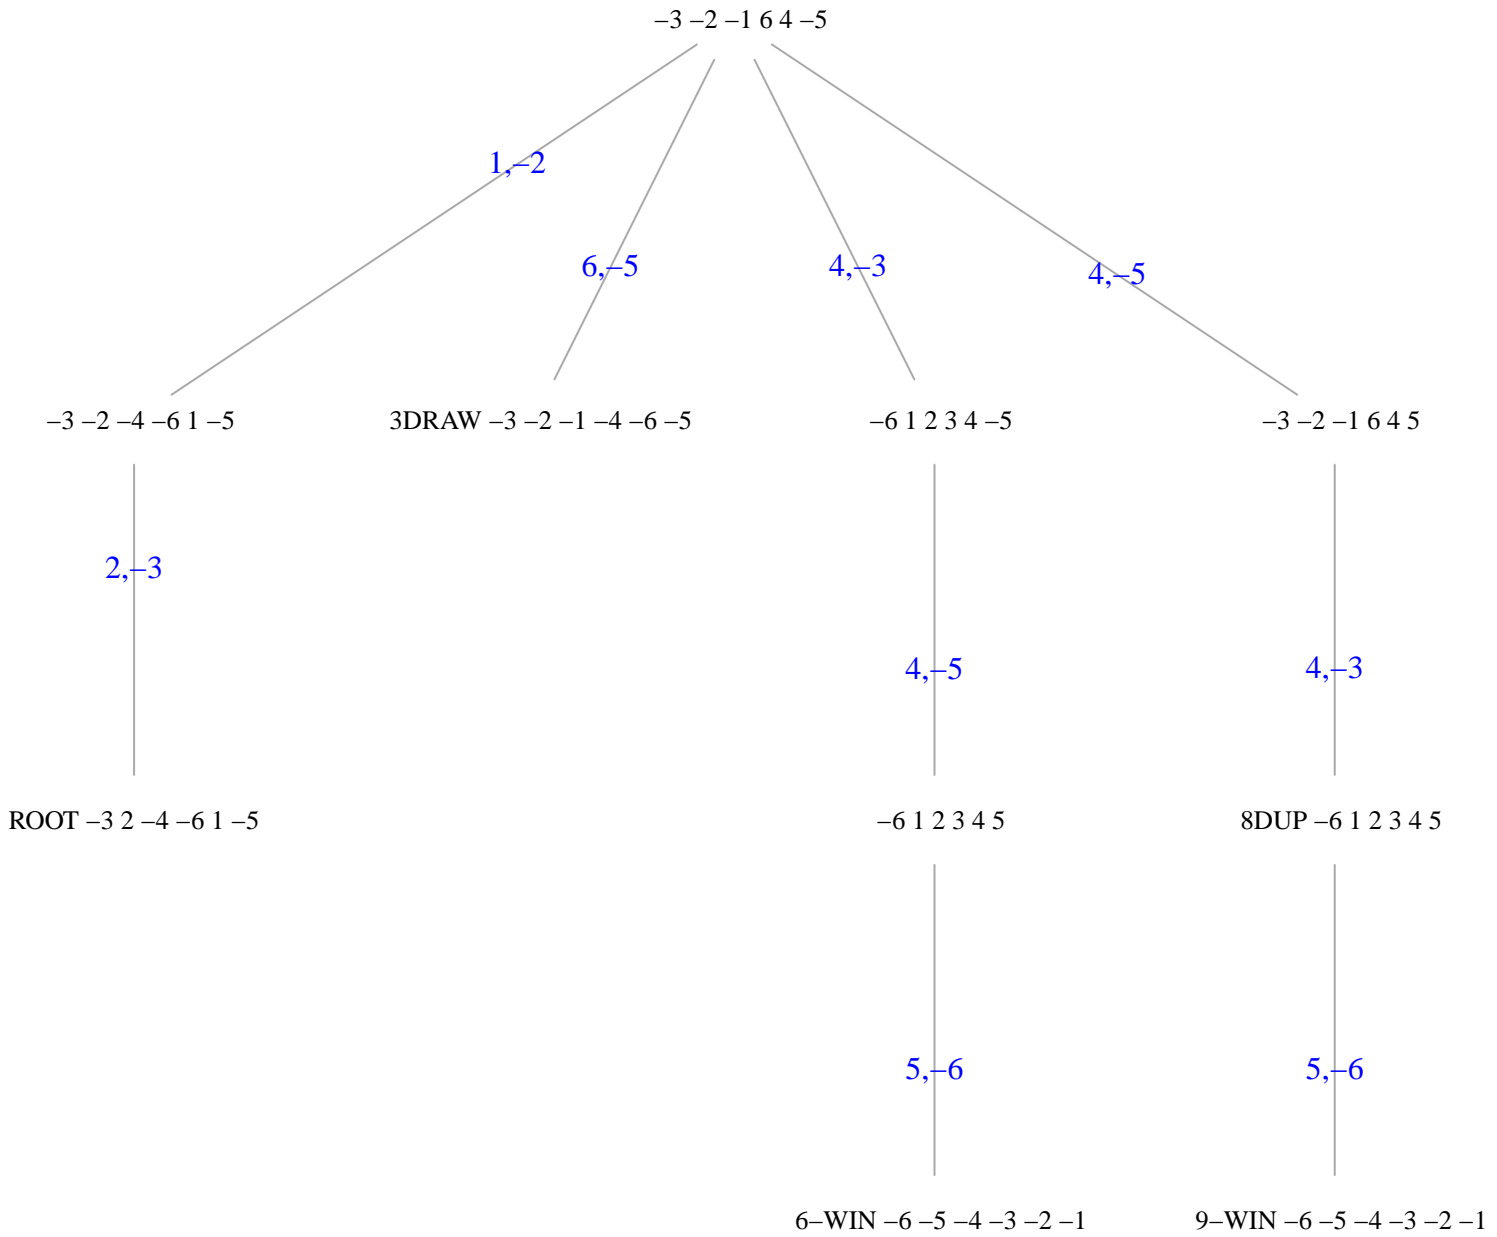 –3 –2 –1 6 4 –5
1,–2
6,–5
4,–3
4,–5
–3 –2 –4 –6 1 –5
3DRAW –3 –2 –1 –4 –6 –5
–6 1 2 3 4 –5
–3 –2 –1 6 4 5
2,–3
4,–5
4,–3
ROOT –3 2 –4 –6 1 –5
–6 1 2 3 4 5
8DUP –6 1 2 3 4 5
5,–6
5,–6
6–WIN –6 –5 –4 –3 –2 –1
9–WIN –6 –5 –4 –3 –2 –1